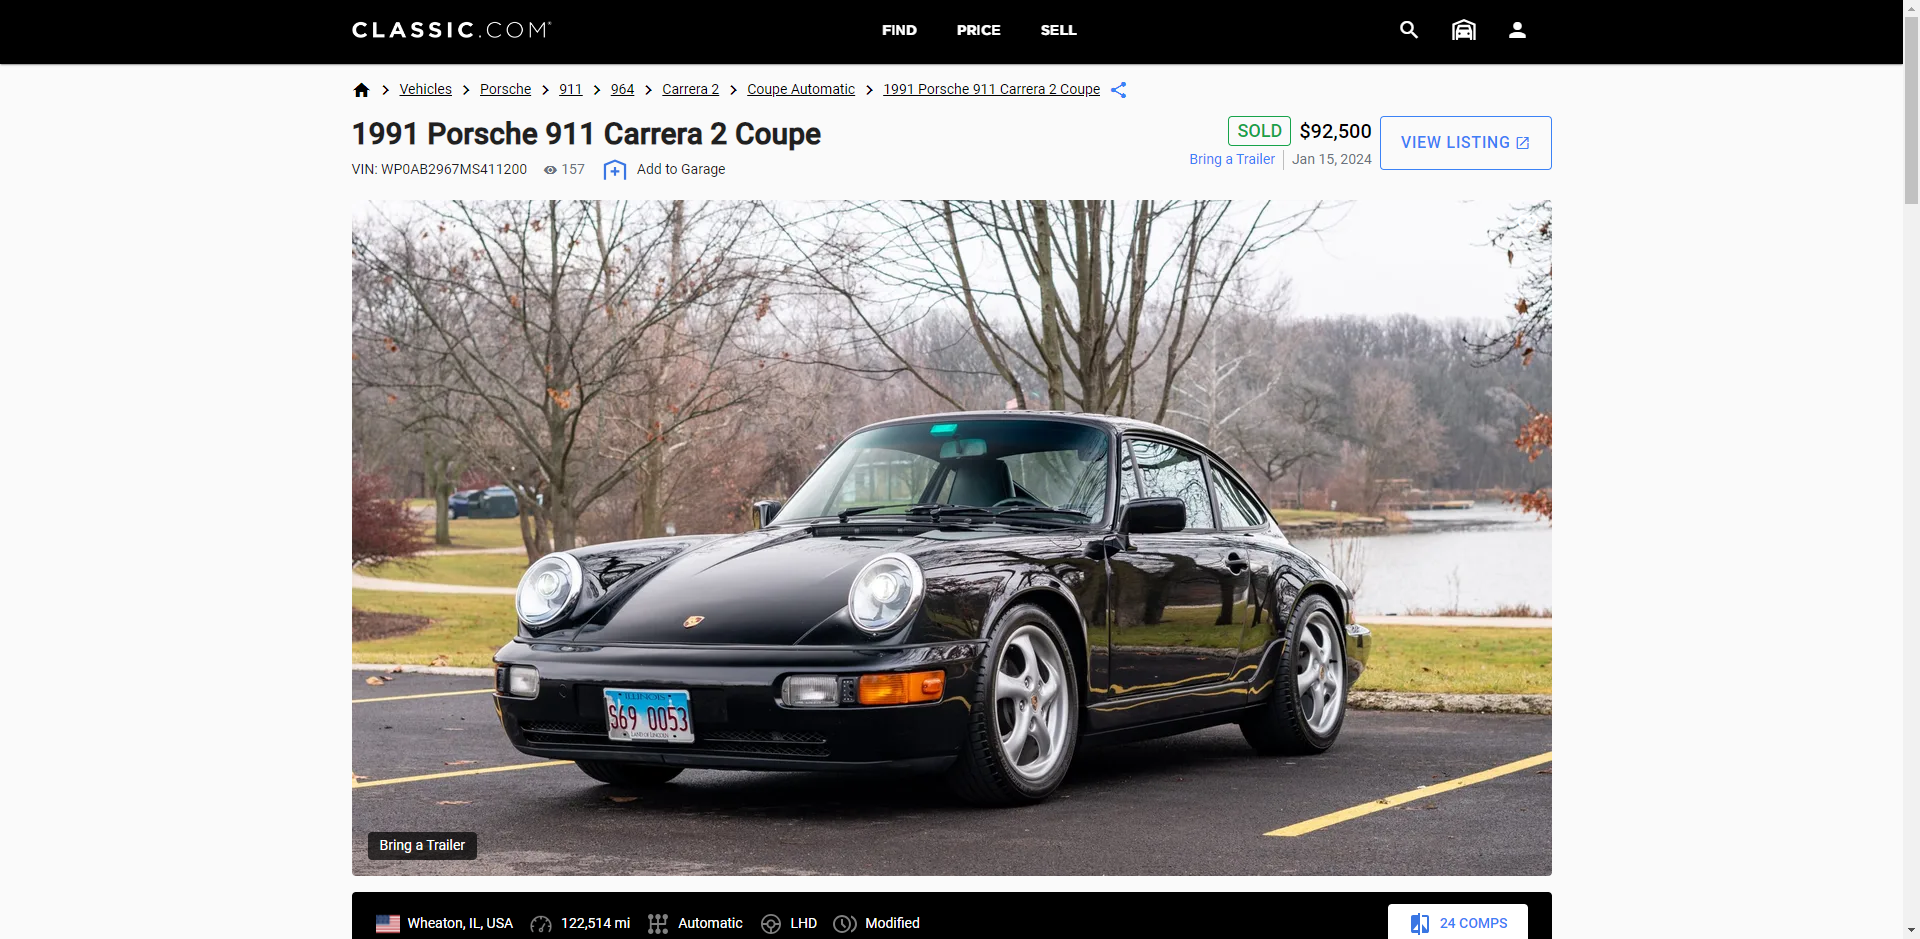 CLASSIC.COM
FIND PRICE SELL
Vehicles Porsche 911 964 Carrera 2 Coupe Automatic 1991 Porsche 911 Carrera 2 Coupe
1991 Porsche 911 Carrera 2 Coupe
SOLD $92,500
VIEW LISTING
Bring a Trailer Jan 15, 2024
VIN: WP0AB2967MS411200 157 Add to Garage
ILLINOIS
S69 0053
LAND OF LINCOLN
Bring a Trailer
Wheaton, IL, USA 122,514 mi Automatic LHD Modified
24 COMPS